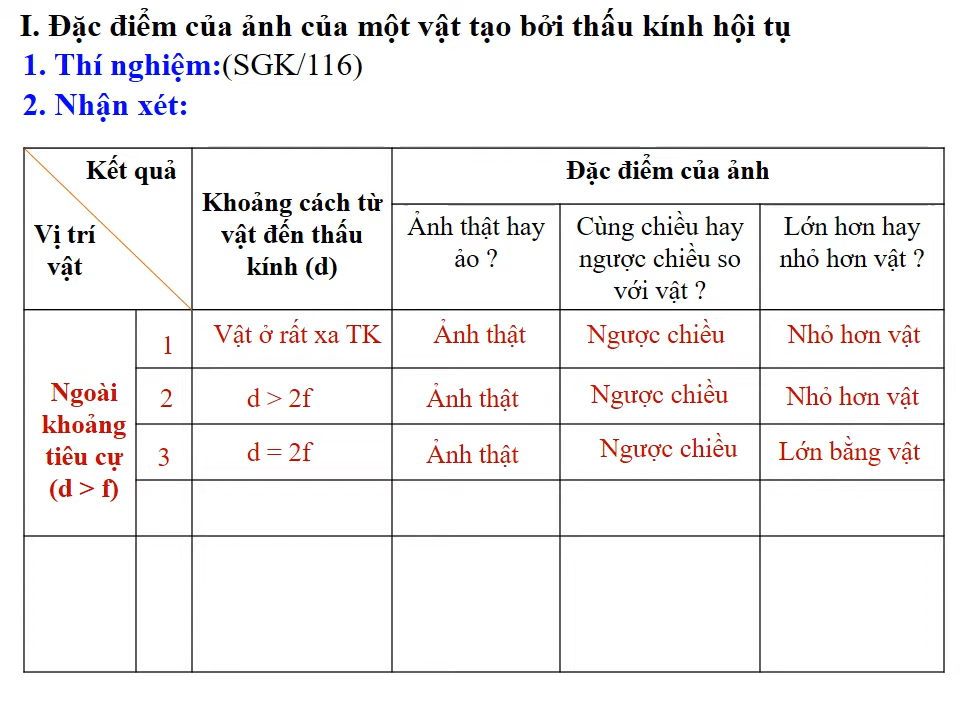 I. Đặc điểm của ảnh của một vật tạo bởi thấu kính hội tụ
1. Thí nghiệm:(SGK/116)
2. Nhận xét:
Kết quả
Vị trí
vật
Khoảng cách từ
vật đến thấu
kính (d)
Đặc điểm của ảnh
Ảnh thật hay
ảo ?
Cùng chiều hay
ngược chiều so
với vật ?
Lớn hơn hay
nhỏ hơn vật ?
Ngoài
khoảng
tiêu cự
(d > f)
1 Vật ở rất xa TK Ảnh thật Ngược chiều Nhỏ hơn vật
2 d > 2f Ảnh thật Ngược chiều Nhỏ hơn vật
3 d = 2f Ảnh thật Ngược chiều Lớn bằng vật